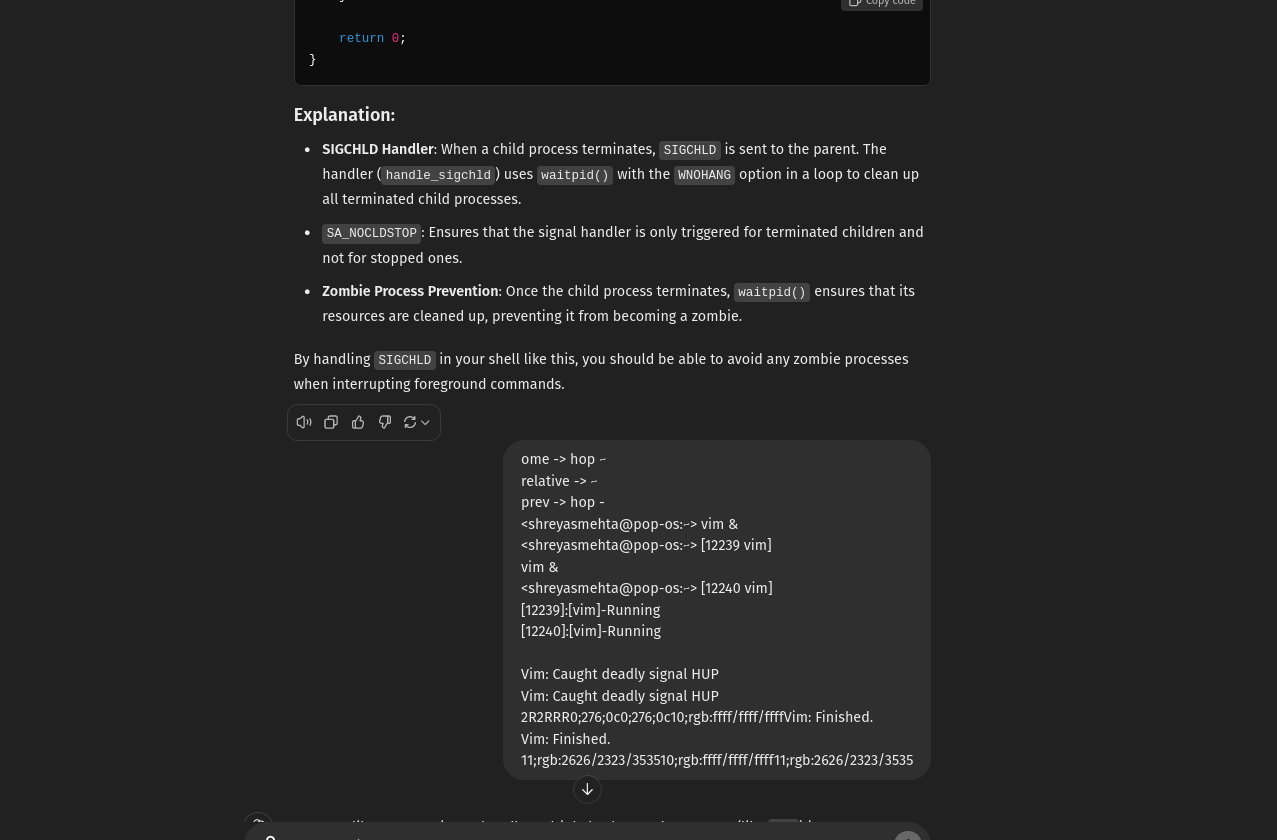 Copy code
return 0;
}
Explanation:
• SIGCHLD Handler: When a child process terminates, SIGCHLD is sent to the parent. The
handler (handle_sigchld) uses waitpid() with the WNOHANG option in a loop to clean up
all terminated child processes.
• SA_NOCLDSTOP: Ensures that the signal handler is only triggered for terminated children and
not for stopped ones.
• Zombie Process Prevention: Once the child process terminates, waitpid() ensures that its
resources are cleaned up, preventing it from becoming a zombie.
By handling SIGCHLD in your shell like this, you should be able to avoid any zombie processes
when interrupting foreground commands.
ome -> hop ~
relative -> ~
prev -> hop -
<shreyasmehta@pop-os:~> vim &
<shreyasmehta@pop-os:~> [12239 vim]
vim &
<shreyasmehta@pop-os:~> [12240 vim]
[12239]:[vim]-Running
[12240]:[vim]-Running
Vim: Caught deadly signal HUP
Vim: Caught deadly signal HUP
2R2RRR0;276;0c0;276;0c10;rgb:ffff/ffff/ffffVim: Finished.
Vim: Finished.
11;rgb:2626/2323/353510;rgb:ffff/ffff/ffff11;rgb:2626/2323/3535